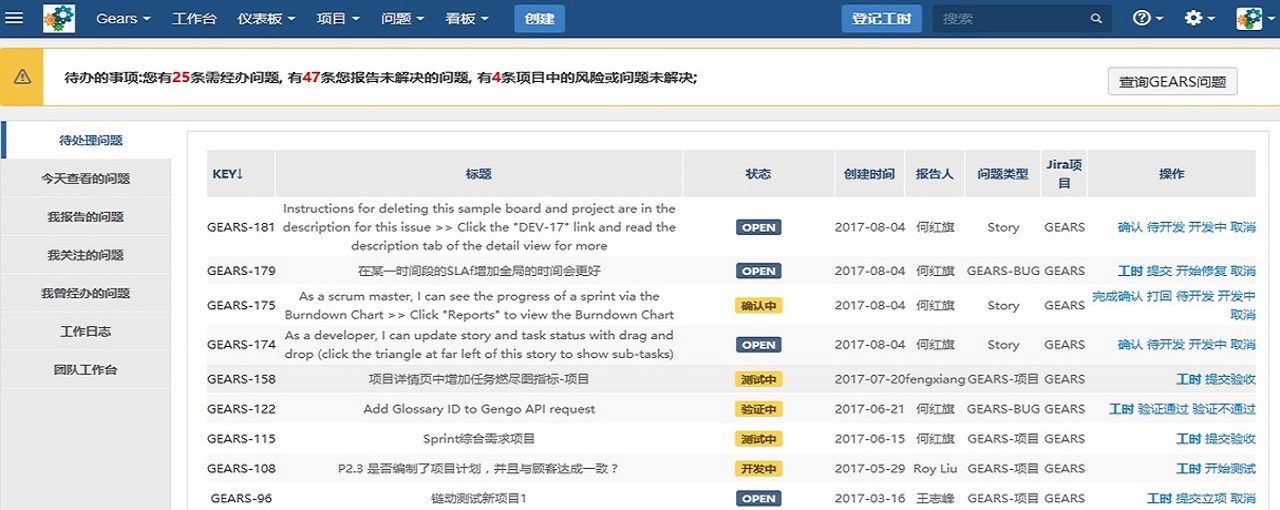 Gears 工作台 仪表板 项目 问题 看板 创建 登记工时 搜索
待办的事项:您有25条需经办问题, 有47条您报告未解决的问题, 有4条项目中的风险或问题未解决;
查询GEARS问题
待处理问题
今天查看的问题
我报告的问题
我关注的问题
我曾经办的问题
工作日志
团队工作台
KEY↓ 标题 状态 创建时间 报告人 问题类型 Jira项
目 操作
Instructions for deleting this sample board and project are in the
GEARS-181 description for this issue >> Click the "DEV-17" link and read the OPEN 2017-08-04 何红旗 Story GEARS 确认 待开发 开发中 取消
description tab of the detail view for more
GEARS-179 在某一时间段的SLAf增加全局的时间会更好 OPEN 2017-08-04 何红旗 GEARS-BUG GEARS 工时 提交 开始修复 取消
As a scrum master, I can see the progress of a sprint via the 完成确认 打回 待开发 开发中
GEARS-175 确认中 2017-08-04 何红旗 Story GEARS
Burndown Chart >> Click "Reports" to view the Burndown Chart 取消
As a developer, I can update story and task status with drag and
GEARS-174 OPEN 2017-08-04 何红旗 Story GEARS 确认 待开发 开发中 取消
drop (click the triangle at far left of this story to show sub-tasks)
GEARS-158 项目详情页中增加任务燃尽图指标-项目 测试中 2017-07-20 fengxiang GEARS-项目 GEARS 工时 提交验收
GEARS-122 Add Glossary ID to Gengo API request 验证中 2017-06-21 何红旗 GEARS-BUG GEARS 工时 验证通过 验证不通过
GEARS-115 Sprint综合需求项目 测试中 2017-06-15 何红旗 GEARS-项目 GEARS 工时 提交验收
GEARS-108 P2.3 是否编制了项目计划，并且与顾客达成一致？ 开发中 2017-05-29 Roy Liu GEARS-项目 GEARS 工时 开始测试
GEARS-96 链动测试新项目1 OPEN 2017-03-16 王志峰 GEARS-项目 GEARS 工时 提交立项 取消